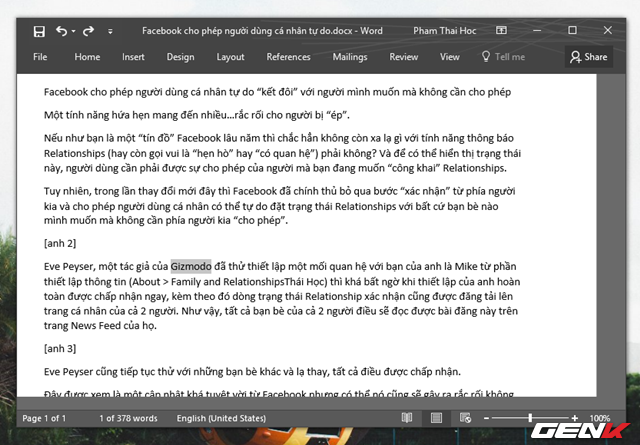 Facebook cho phép người dùng cá nhân tự do.docx - Word
Pham Thai Hoc
File Home Insert Design Layout References Mailings Review View Tell me Share
Facebook cho phép người dùng cá nhân tự do “kết đôi” với người mình muốn mà không cần cho phép
Một tính năng hứa hẹn mang đến nhiều…rắc rối cho người bị “ép”.
Nếu như bạn là một “tín đồ” Facebook lâu năm thì chắc hẳn không còn xa lạ gì với tính năng thông báo
Relationships (hay còn gọi vui là “hẹn hò” hay “có quan hệ”) phải không? Và để có thể hiển thị trạng thái
này, người dùng cần phải được sự cho phép của người mà bạn đang muốn “công khai” Relationships.
Tuy nhiên, trong lần thay đổi mới đây thì Facebook đã chính thủ bỏ qua bước “xác nhận” từ phía người
kia và cho phép người dùng cá nhân có thể tự do đặt trạng thái Relationships với bất cứ bạn bè nào
mình muốn mà không cần phía người kia “cho phép”.
[anh 2]
Eve Peyser, một tác giả của Gizmodo đã thử thiết lập một mối quan hệ với bạn của anh là Mike từ phần
thiết lập thông tin (About > Family and RelationshipsThái Học) thì khá bất ngờ khi thiết lập của anh hoàn
toàn được chấp nhận ngay, kèm theo đó dòng trạng thái Relationship xác nhận cũng được đăng tải lên
trang cá nhân của cả 2 người. Như vậy, tất cả bạn bè của cả 2 người điều sẽ đọc được bài đăng này trên
trang News Feed của họ.
[anh 3]
Eve Peyser cũng tiếp tục thử với những bạn bè khác và lạ thay, tất cả điều được chấp nhận.
Đây được xem là một cập nhật khá tuyệt vời từ Facebook nhưng có thể nó cũng sẽ gây ra rắc rối không
Page 1 of 1 1 of 378 words English (United States) 100%
GENK